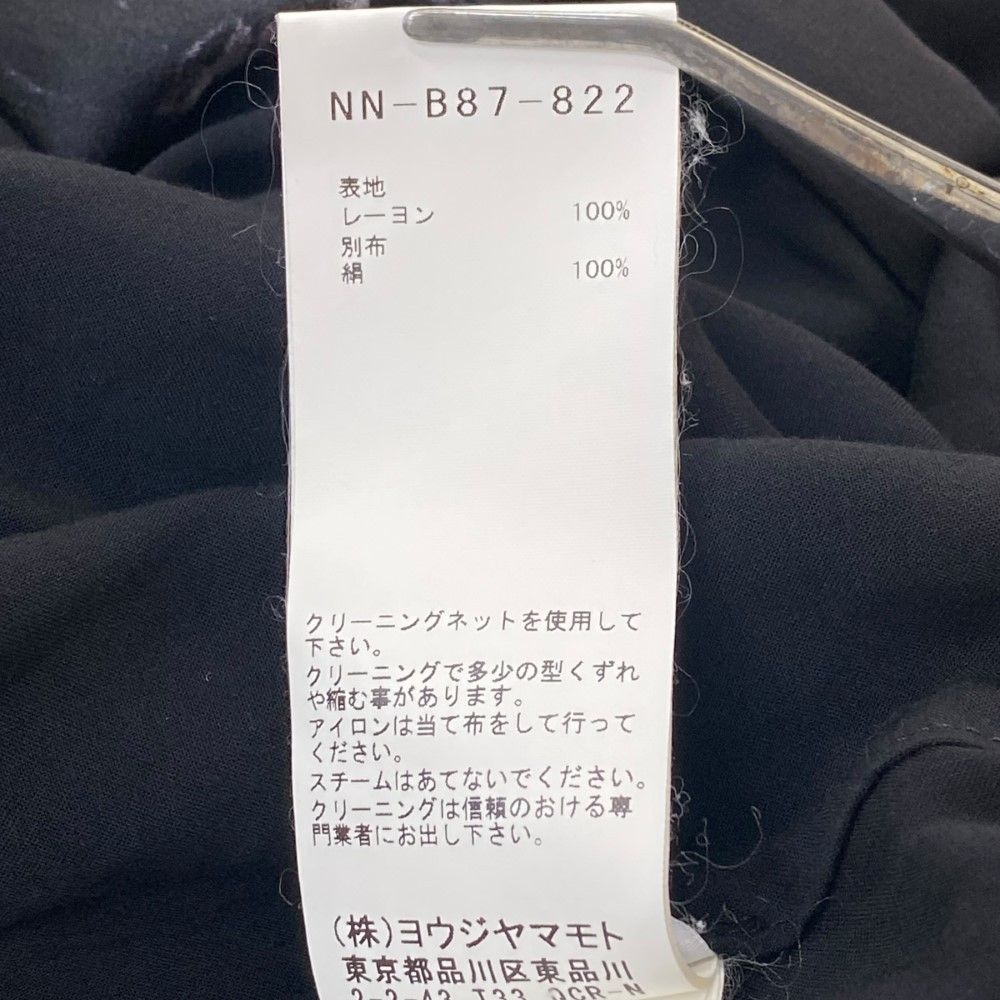 NN-B87-822
表地
レーヨン 100%
別布
絹 100%
クリーニングネットを使用して
下さい。
クリーニングで多少の型くずれ
や縮む事があります。
アイロンは当て布をして行って
ください。
スチームはあてないでください。
クリーニングは信頼のおける専
門業者にお出し下さい。
(株)ヨウジヤマモト
東京都品川区東品川